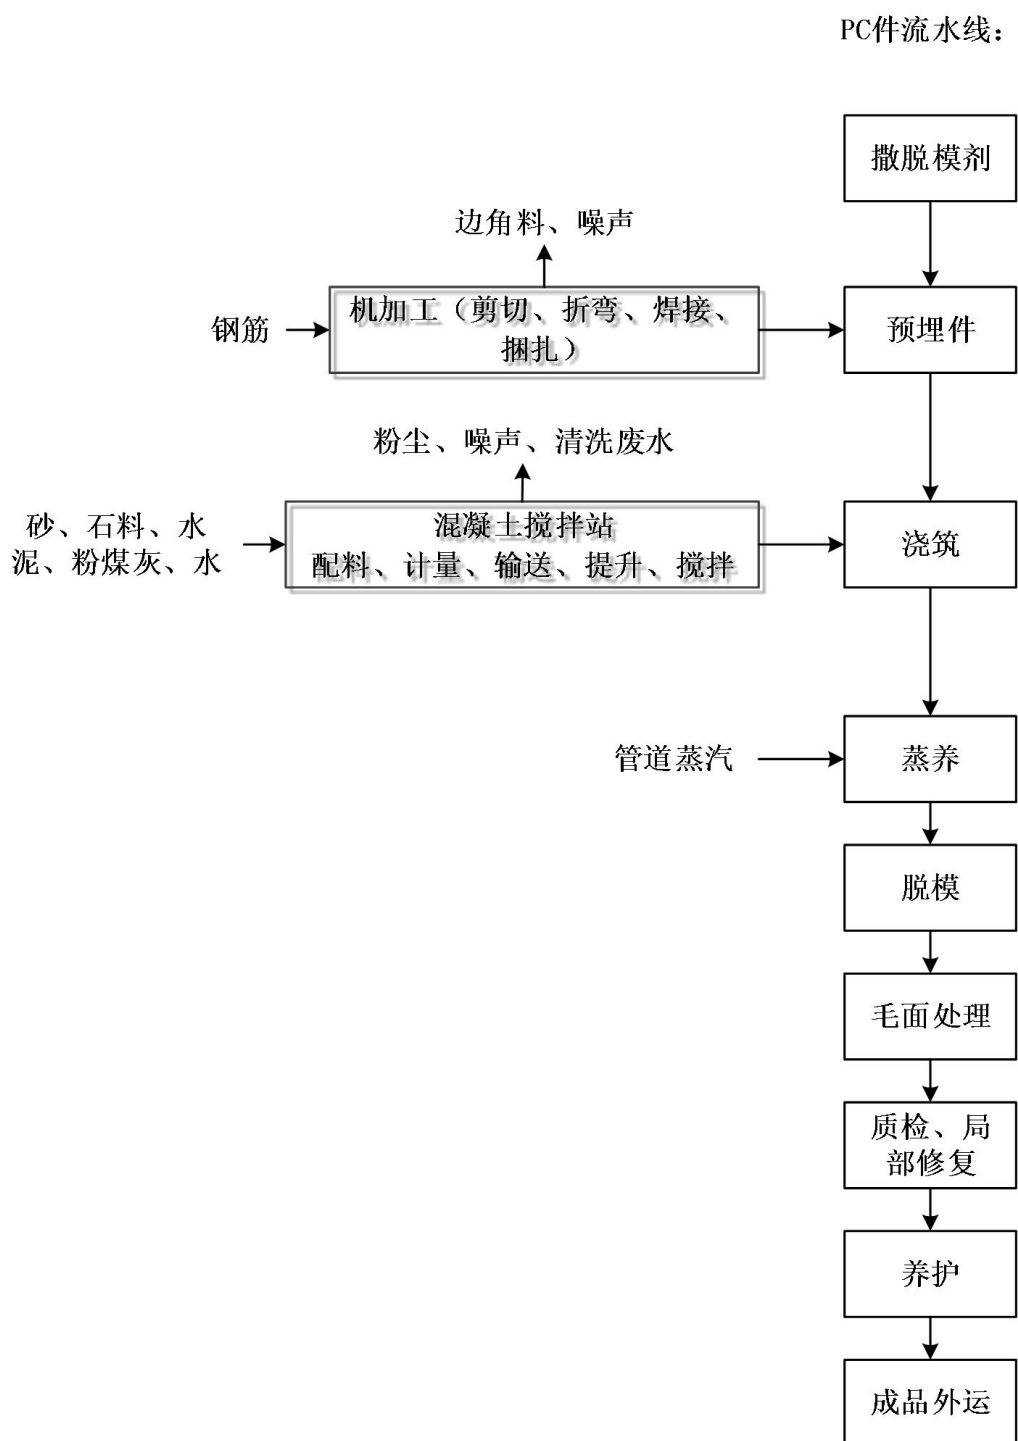 PC件流水线：
撒脱模剂
边角料、噪声
钢筋
机加工（剪切、折弯、焊接、
捆扎）
预埋件
粉尘、噪声、清洗废水
砂、石料、水
泥、粉煤灰、水
混凝土搅拌站
配料、计量、输送、提升、搅拌
浇筑
管道蒸汽
蒸养
脱模
毛面处理
质检、局
部修复
养护
成品外运